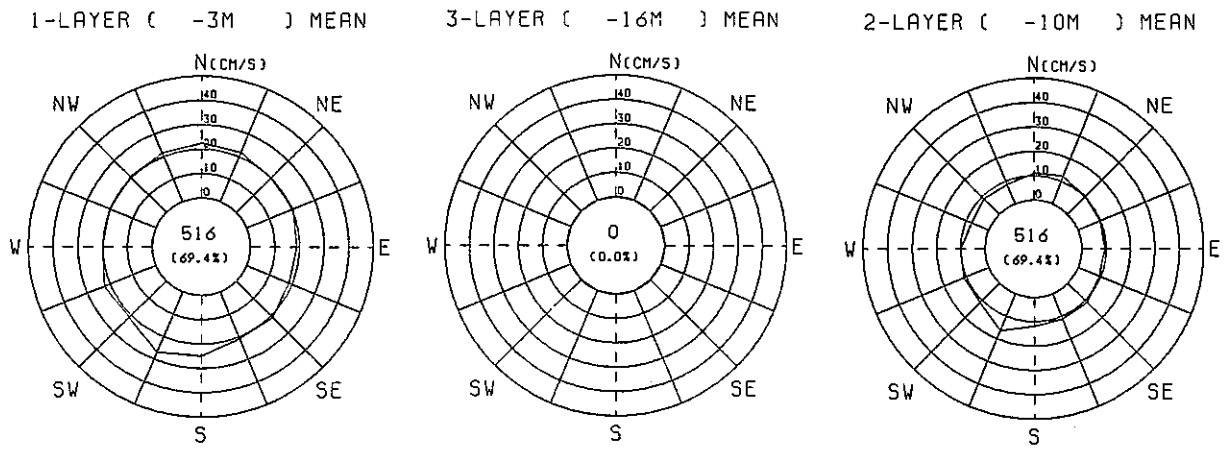 1-LAYER ( -3M ) MEAN
N(CM/S)
NW
NE
40
30
20
10
0
516
(69.4%)
W
E
SW
SE
S
3-LAYER ( -16M ) MEAN
N(CM/S)
NW
NE
40
30
20
10
0
0
(0.0%)
W
E
SW
SE
S
2-LAYER ( -10M ) MEAN
N(CM/S)
NW
NE
40
30
20
10
0
516
(69.4%)
W
E
SW
SE
S